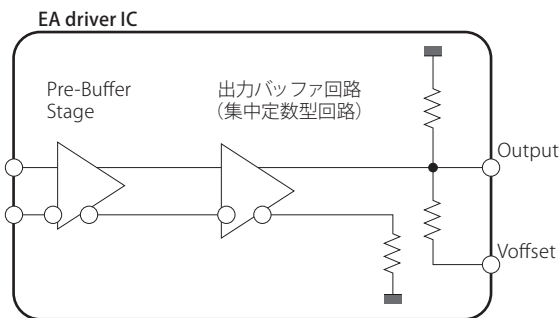 EA driver IC
Pre-Buffer
Stage
出力バッファ回路
（集中定数型回路）
Output
Voffset